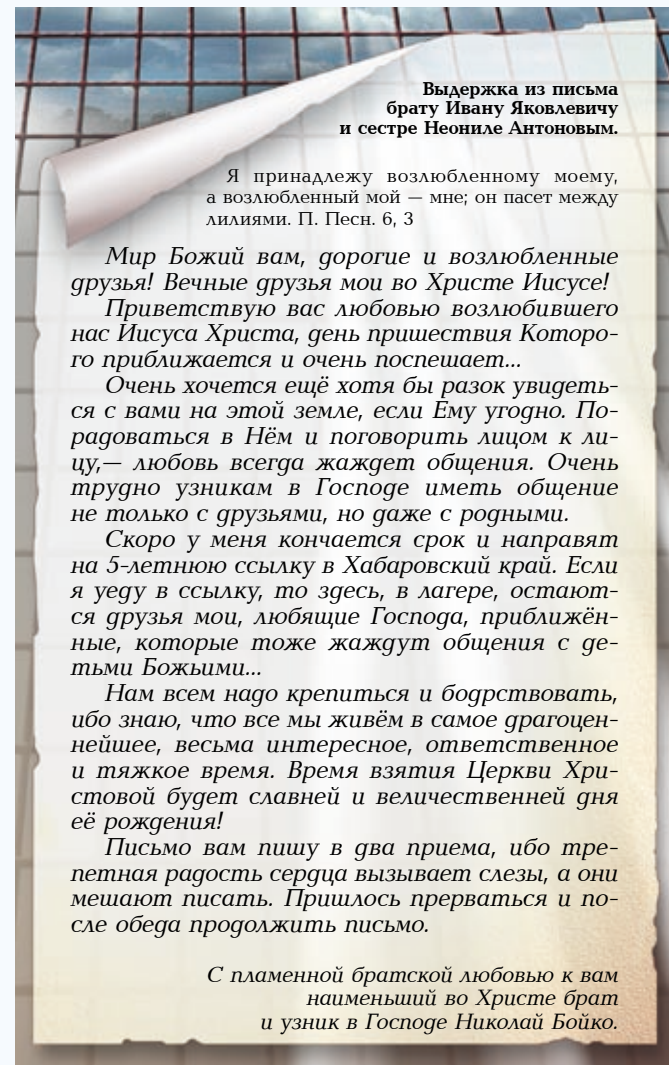 Выдержка из письма
брату Ивану Яковлевичу
и сестре Неониле Антоновым.
Я принадлежу возлюбленному моему,
а возлюбленный мой — мне; он пасет между
лилиями. П. Песн. 6, 3
Мир Божий вам, дорогие и возлюбленные
друзья! Вечные друзья мои во Христе Иисусе!
Приветствую вас любовью возлюбившего
нас Иисуса Христа, день пришествия Которо-
го приближается и очень поспешает...
Очень хочется ещё хотя бы разок увидеть-
ся с вами на этой земле, если Ему угодно. По-
радоваться в Нём и поговорить лицом к ли-
цу,— любовь всегда жаждет общения. Очень
трудно узникам в Господе иметь общение
не только с друзьями, но даже с родными.
Скоро у меня кончается срок и направят
на 5-летнюю ссылку в Хабаровский край. Если
я уеду в ссылку, то здесь, в лагере, остают-
ся друзья мои, любящие Господа, приближён-
ные, которые тоже жаждут общения с де-
тьми Божьими...
Нам всем надо крепиться и бодрствовать,
ибо знаю, что все мы живём в самое драгоцен-
нейшее, весьма интересное, ответственное
и тяжкое время. Время взятия Церкви Хри-
стовой будет славней и величественней дня
её рождения!
Письмо вам пишу в два приема, ибо тре-
петная радость сердца вызывает слезы, а они
мешают писать. Пришлось прерваться и по-
сле обеда продолжить письмо.
С пламенной братской любовью к вам
наименьший во Христе брат
и узник в Господе Николай Бойко.